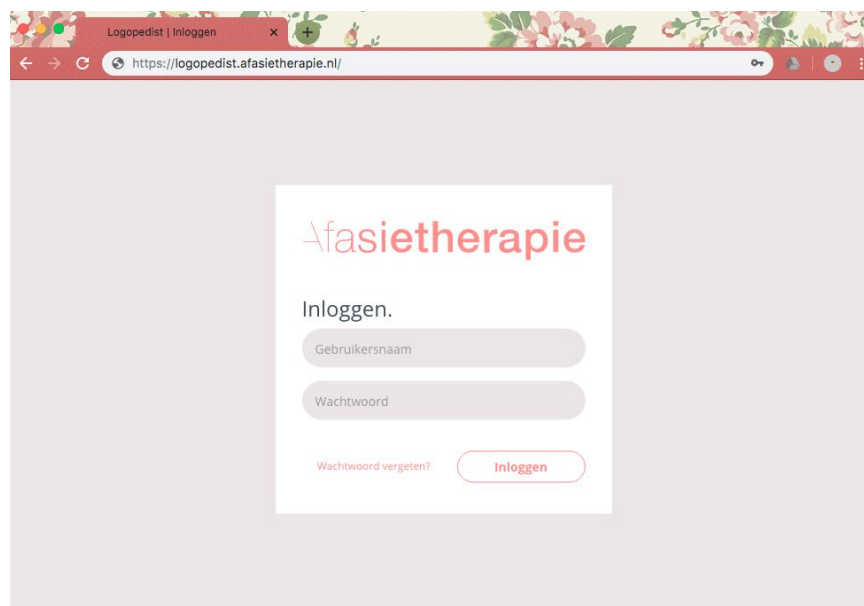 Logopedist | Inloggen
https://logopedist.afasietherapie.nl/
Afasietherapie
Inloggen.
Gebruikersnaam
Wachtwoord
Wachtwoord vergeten?
Inloggen